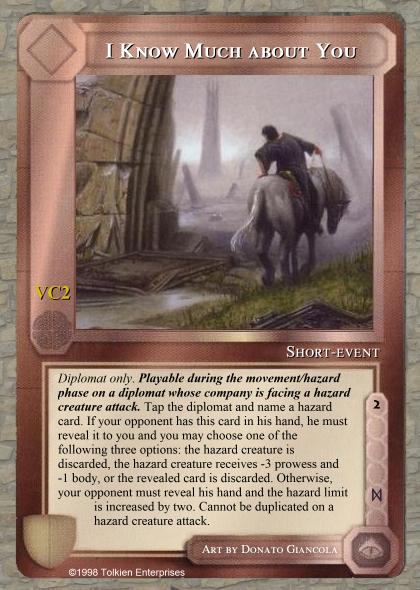 I Know Much about You
VC2
Short-event
Diplomat only. Playable during the movement/hazard
phase on a diplomat whose company is facing a hazard
creature attack. Tap the diplomat and name a hazard
card. If your opponent has this card in his hand, he must
reveal it to you and you may choose one of the
following three options: the hazard creature is
discarded, the hazard creature receives -3 prowess and
-1 body, or the revealed card is discarded. Otherwise,
your opponent must reveal his hand and the hazard limit
is increased by two. Cannot be duplicated on a
hazard creature attack.
2
Art by Donato Giancola
©1998 Tolkien Enterprises